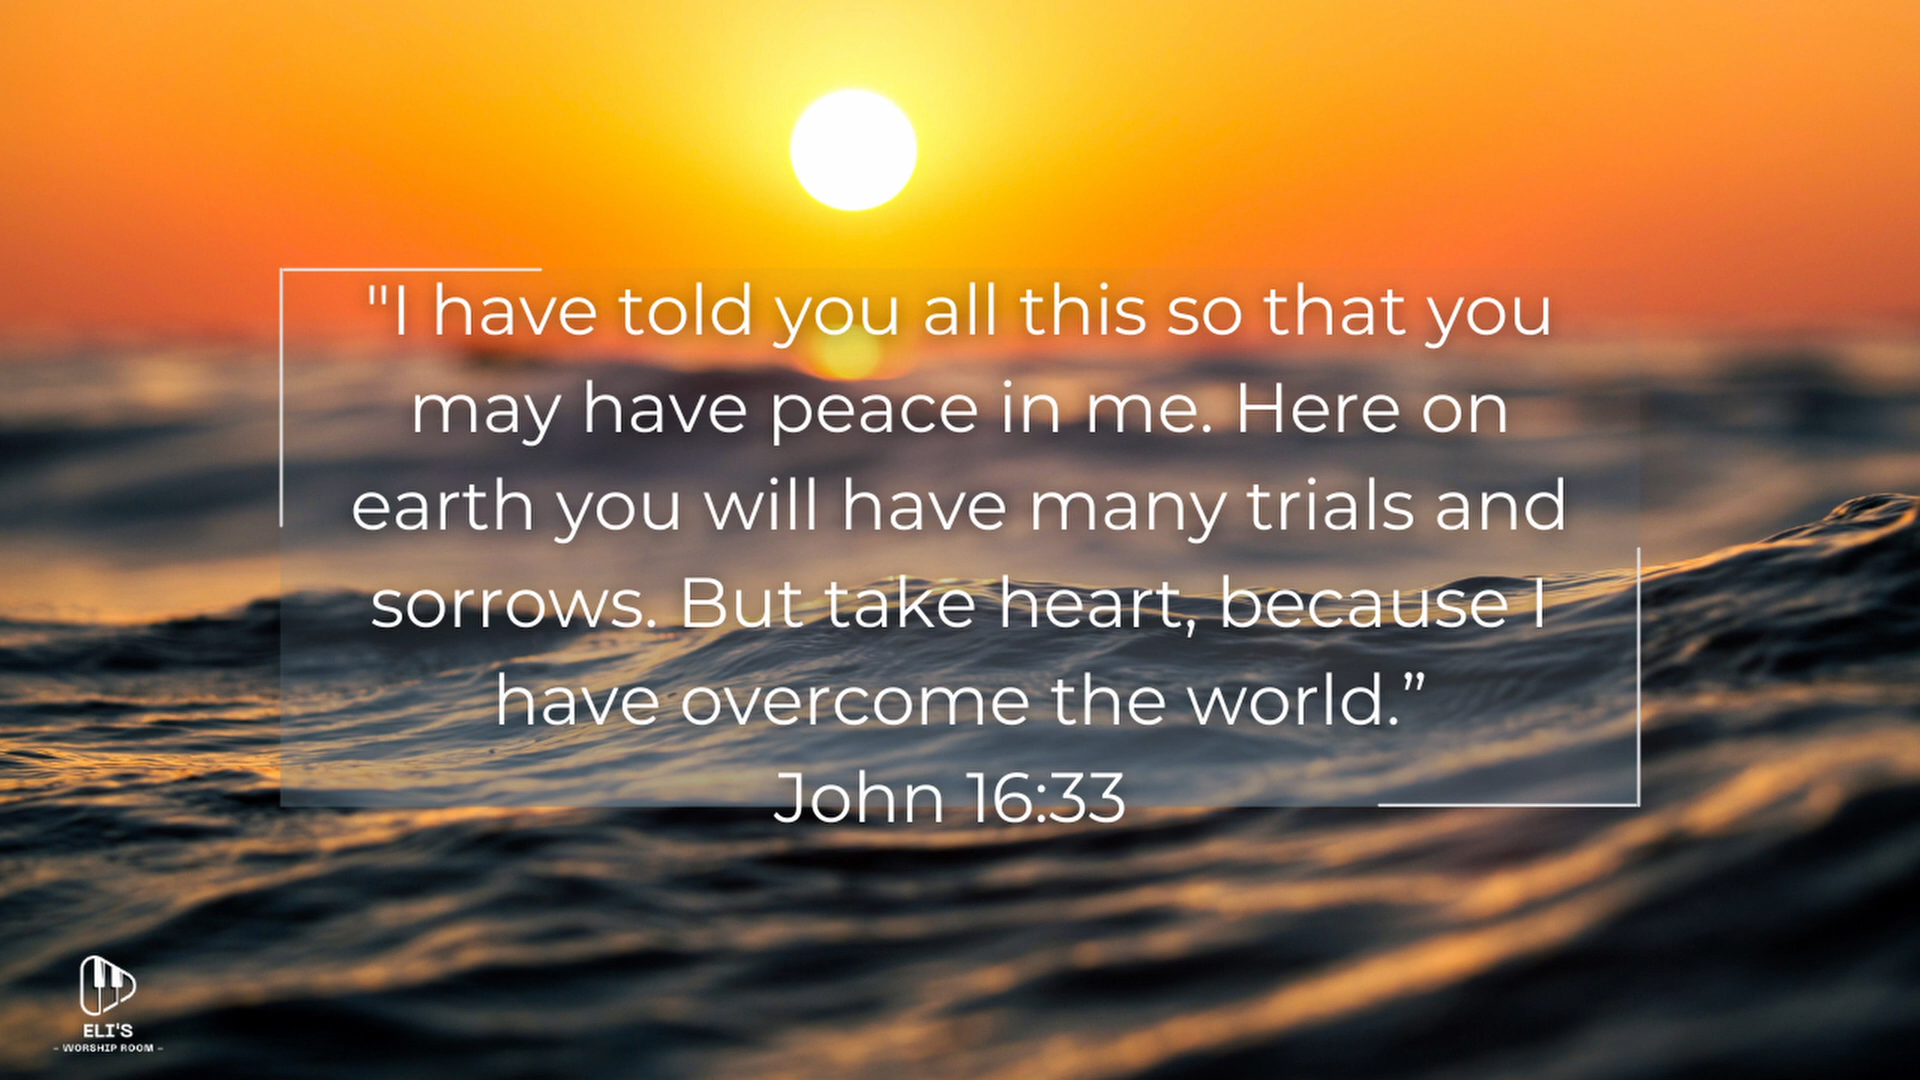 "I have told you all this so that you
may have peace in me. Here on
earth you will have many trials and
sorrows. But take heart, because I
have overcome the world.”
John 16:33
ELI'S
- WORSHIP ROOM -